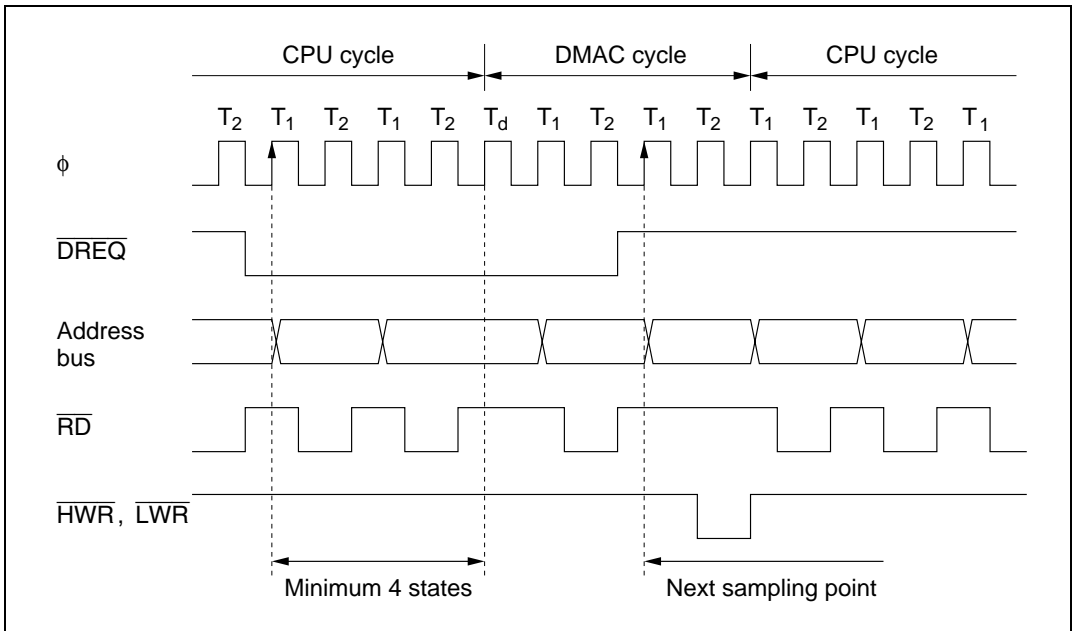 CPU cycle DMAC cycle CPU cycle
T2 T1 T2 T1 T2 Td T1 T2 T1 T2 T1 T2 T1 T2 T1
φ
DREQ
Address
bus
RD
HWR, LWR
Minimum 4 states Next sampling point